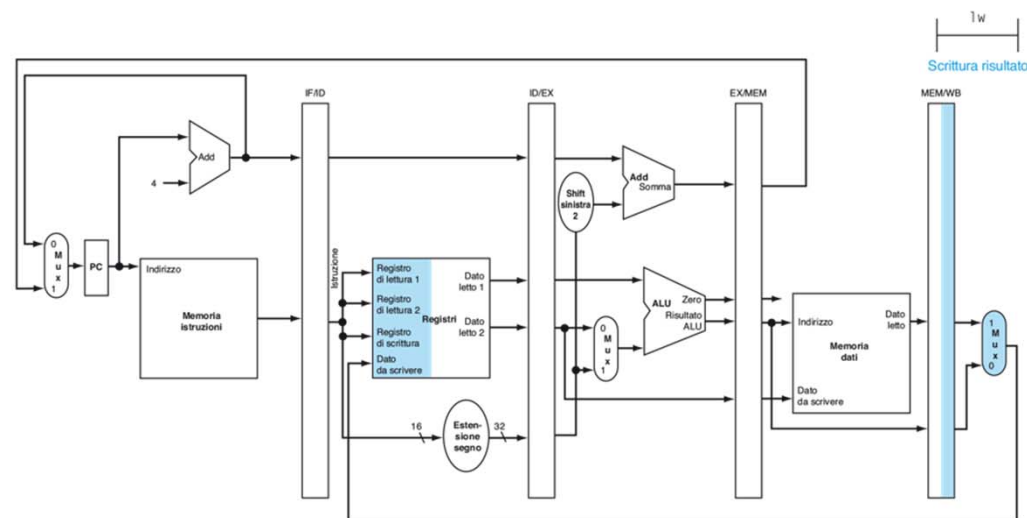 lw
Scrittura risultato
IF/ID
ID/EX
EX/MEM
MEM/WB
Add
4
Add
Somma
Shift
sinistra
2
0
M
u
x
1
PC
Indirizzo
Memoria
istruzioni
Istruzione
Registro
di lettura 1
Registro
di lettura 2
Registro
di scrittura
Dato
da scrivere
Registri
Dato
letto 1
Dato
letto 2
16
Esten-
sione
segno
32
0
M
u
x
1
ALU
Zero
Risultato
ALU
Indirizzo
Dato
letto
Memoria
dati
Dato
da scrivere
1
M
u
x
0